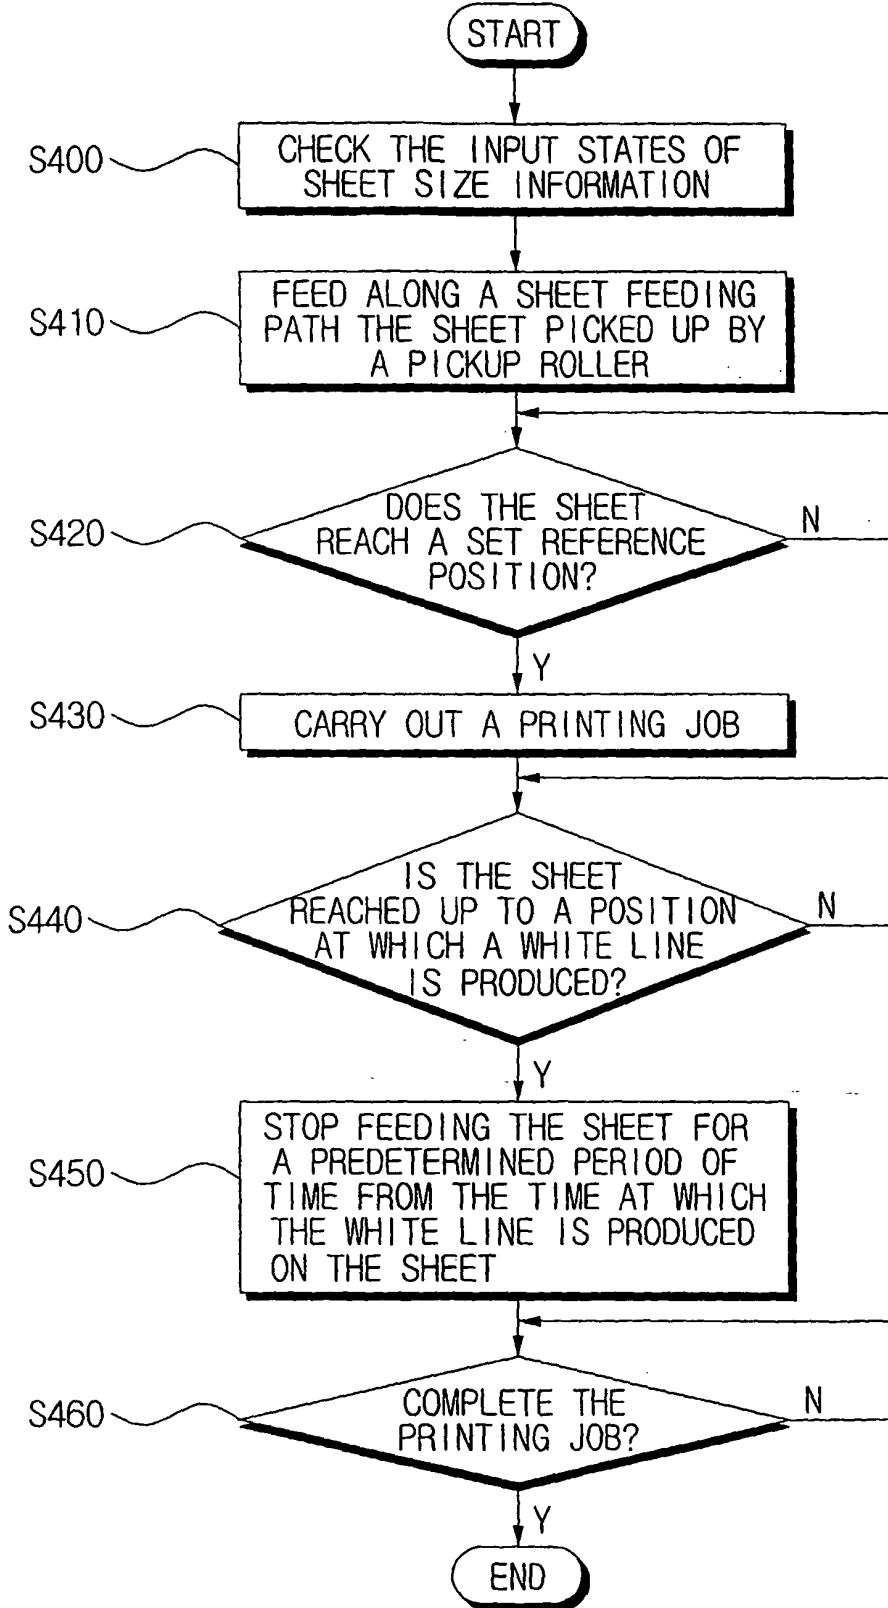 START
S400
CHECK THE INPUT STATES OF
SHEET SIZE INFORMATION
S410
FEED ALONG A SHEET FEEDING
PATH THE SHEET PICKED UP BY
A PICKUP ROLLER
S420
DOES THE SHEET
REACH A SET REFERENCE
POSITION?
N
Y
S430
CARRY OUT A PRINTING JOB
S440
IS THE SHEET
REACHED UP TO A POSITION
AT WHICH A WHITE LINE
IS PRODUCED?
N
Y
S450
STOP FEEDING THE SHEET FOR
A PREDETERMINED PERIOD OF
TIME FROM THE TIME AT WHICH
THE WHITE LINE IS PRODUCED
ON THE SHEET
S460
COMPLETE THE
PRINTING JOB?
N
Y
END